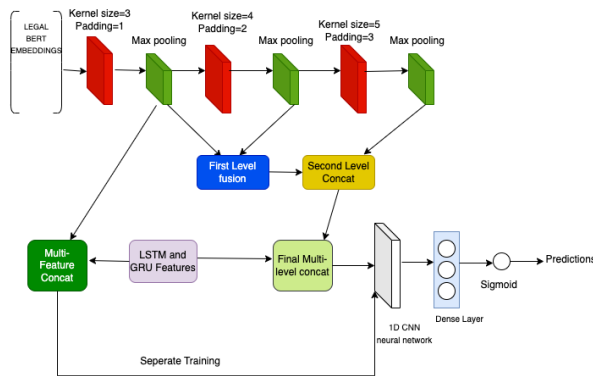 LEGAL
BERT
EMBEDDINGS
Kernel size=3
Padding=1
Max pooling
Kernel size=4
Padding=2
Max pooling
Kernel size=5
Padding=3
Max pooling
First Level
fusion
Second Level
Concat
Multi-
Feature
Concat
LSTM and
GRU Features
Final Multi-
level concat
1D CNN
neural network
Dense Layer
Sigmoid
Predictions
Seperate Training